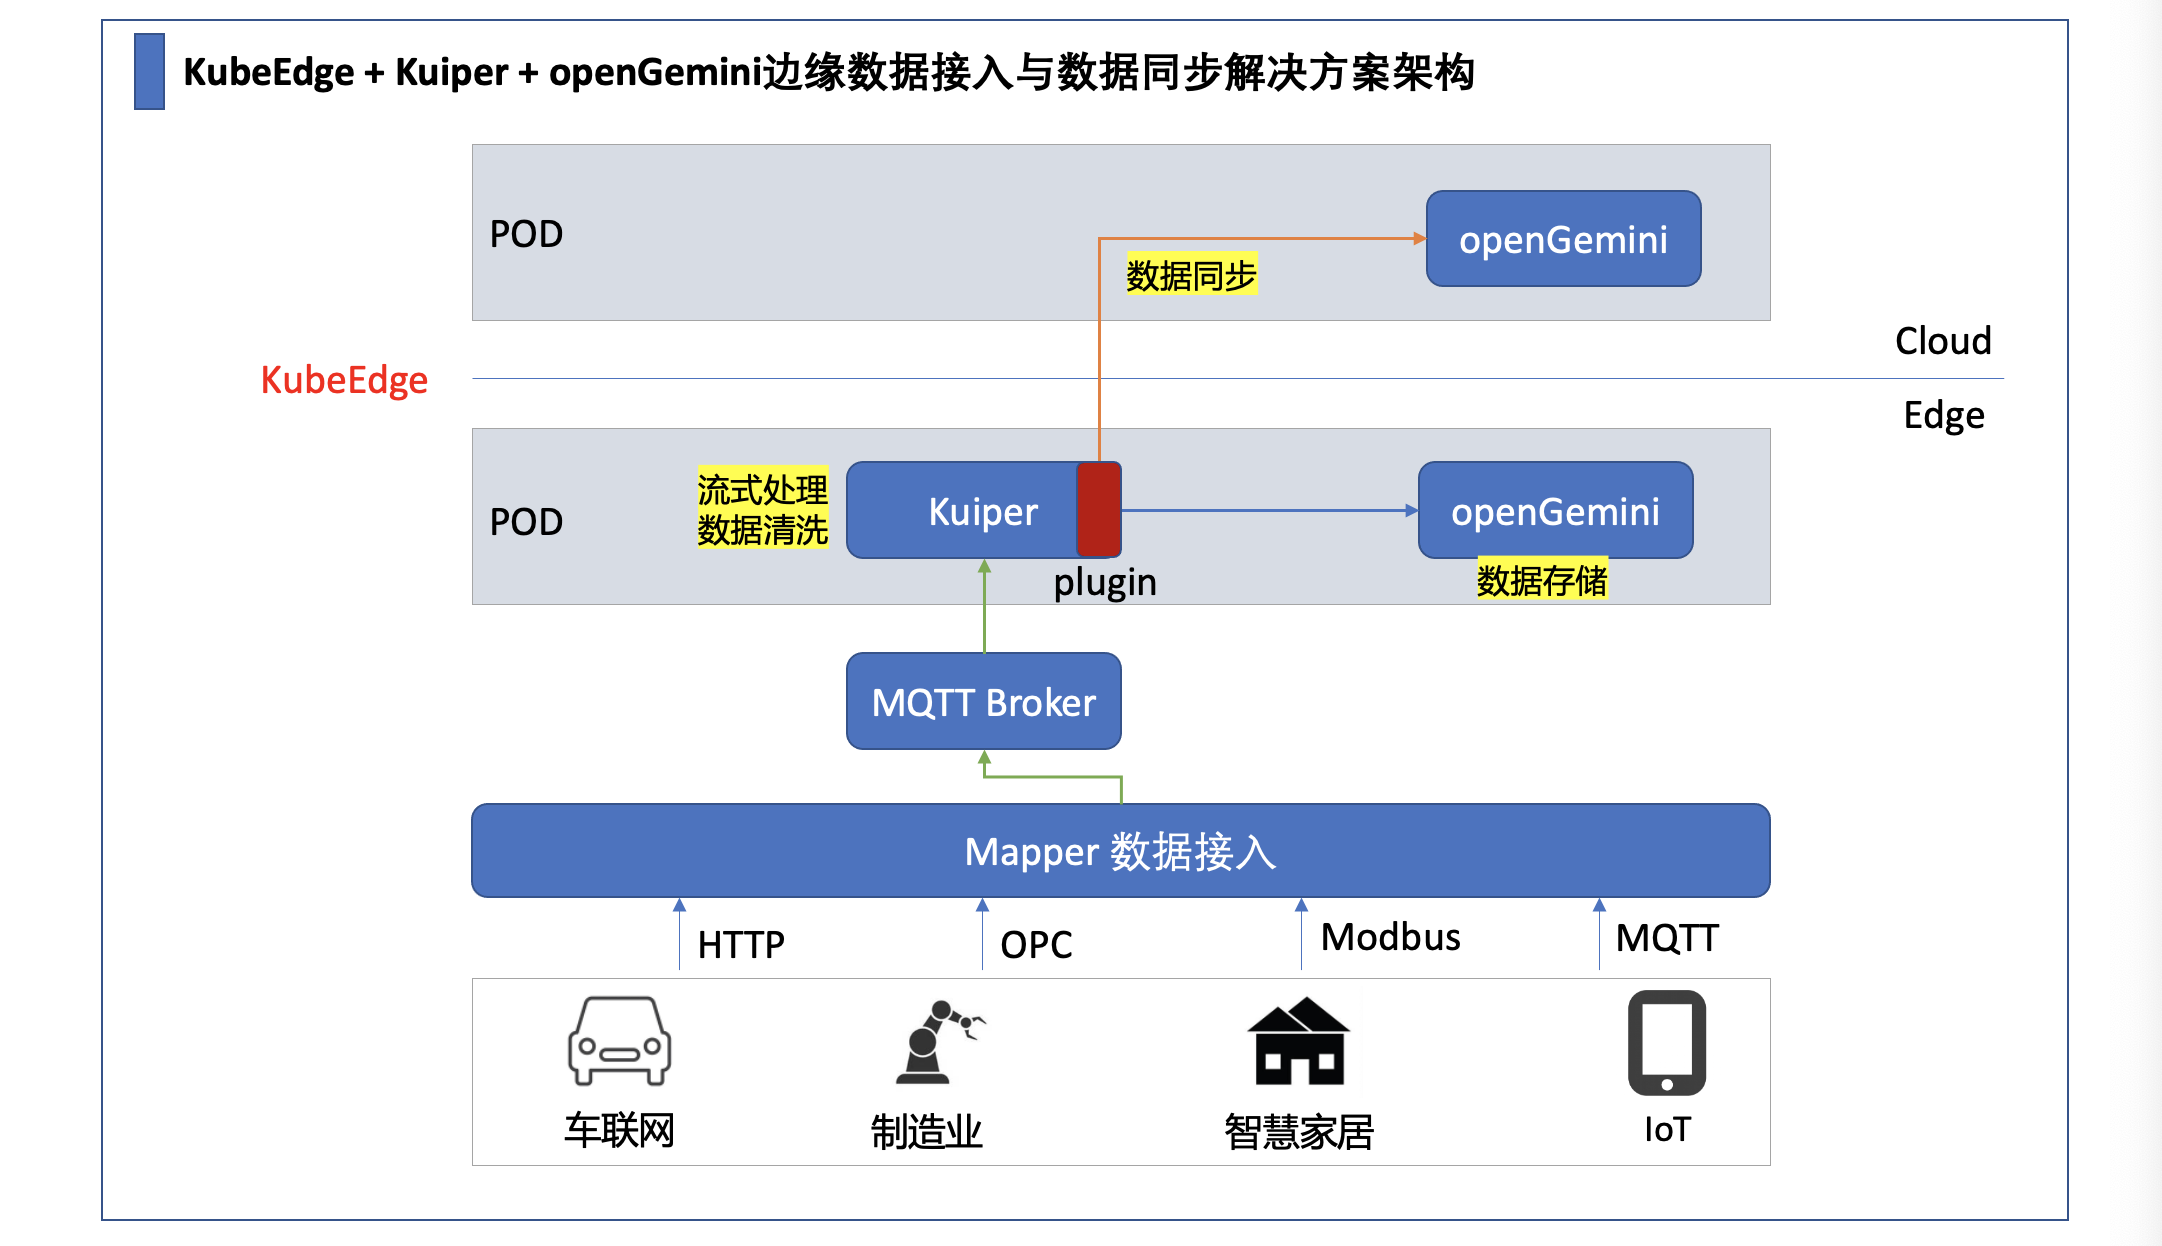 KubeEdge + Kuiper + openGemini边缘数据接入与数据同步解决方案架构
POD
openGemini
数据同步
Cloud
KubeEdge
Edge
流式处理
数据清洗
POD
Kuiper
openGemini
plugin
数据存储
MQTT Broker
Mapper 数据接入
HTTP
OPC
Modbus
MQTT
车联网
制造业
智慧家居
IoT